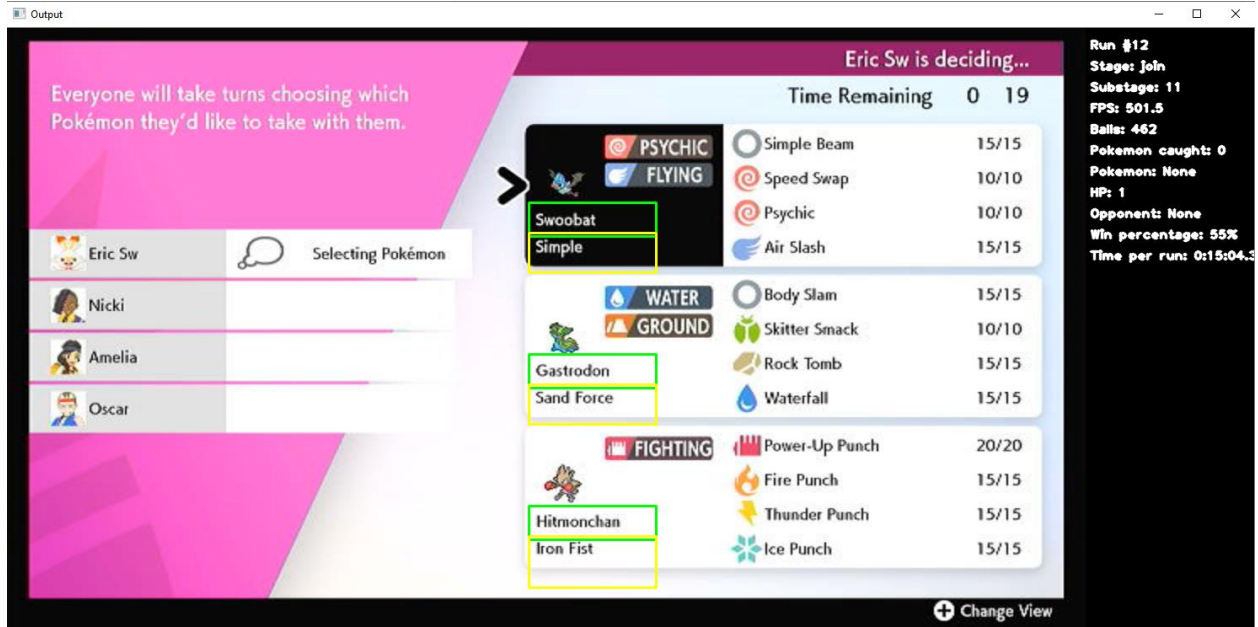 Output
Everyone will take turns choosing which
Pokémon they'd like to take with them.
Eric Sw
Selecting Pokémon
Nicki
Amelia
Oscar
Eric Sw is deciding...
Time Remaining 0 19
PSYCHIC
FLYING
Swoobat
Simple
Simple Beam 15/15
Speed Swap 10/10
Psychic 10/10
Air Slash 15/15
WATER
GROUND
Gastrodon
Sand Force
Body Slam 15/15
Skitter Smack 10/10
Rock Tomb 15/15
Waterfall 15/15
FIGHTING
Hitmonchan
Iron Fist
Power-Up Punch 20/20
Fire Punch 15/15
Thunder Punch 15/15
Ice Punch 15/15
Change View
Run #12
Stage: join
Substage: 11
FPS: 501.5
Balls: 462
Pokemon caught: 0
Pokemon: None
HP: 1
Opponent: None
Win percentage: 55%
Time per run: 0:15:04.3